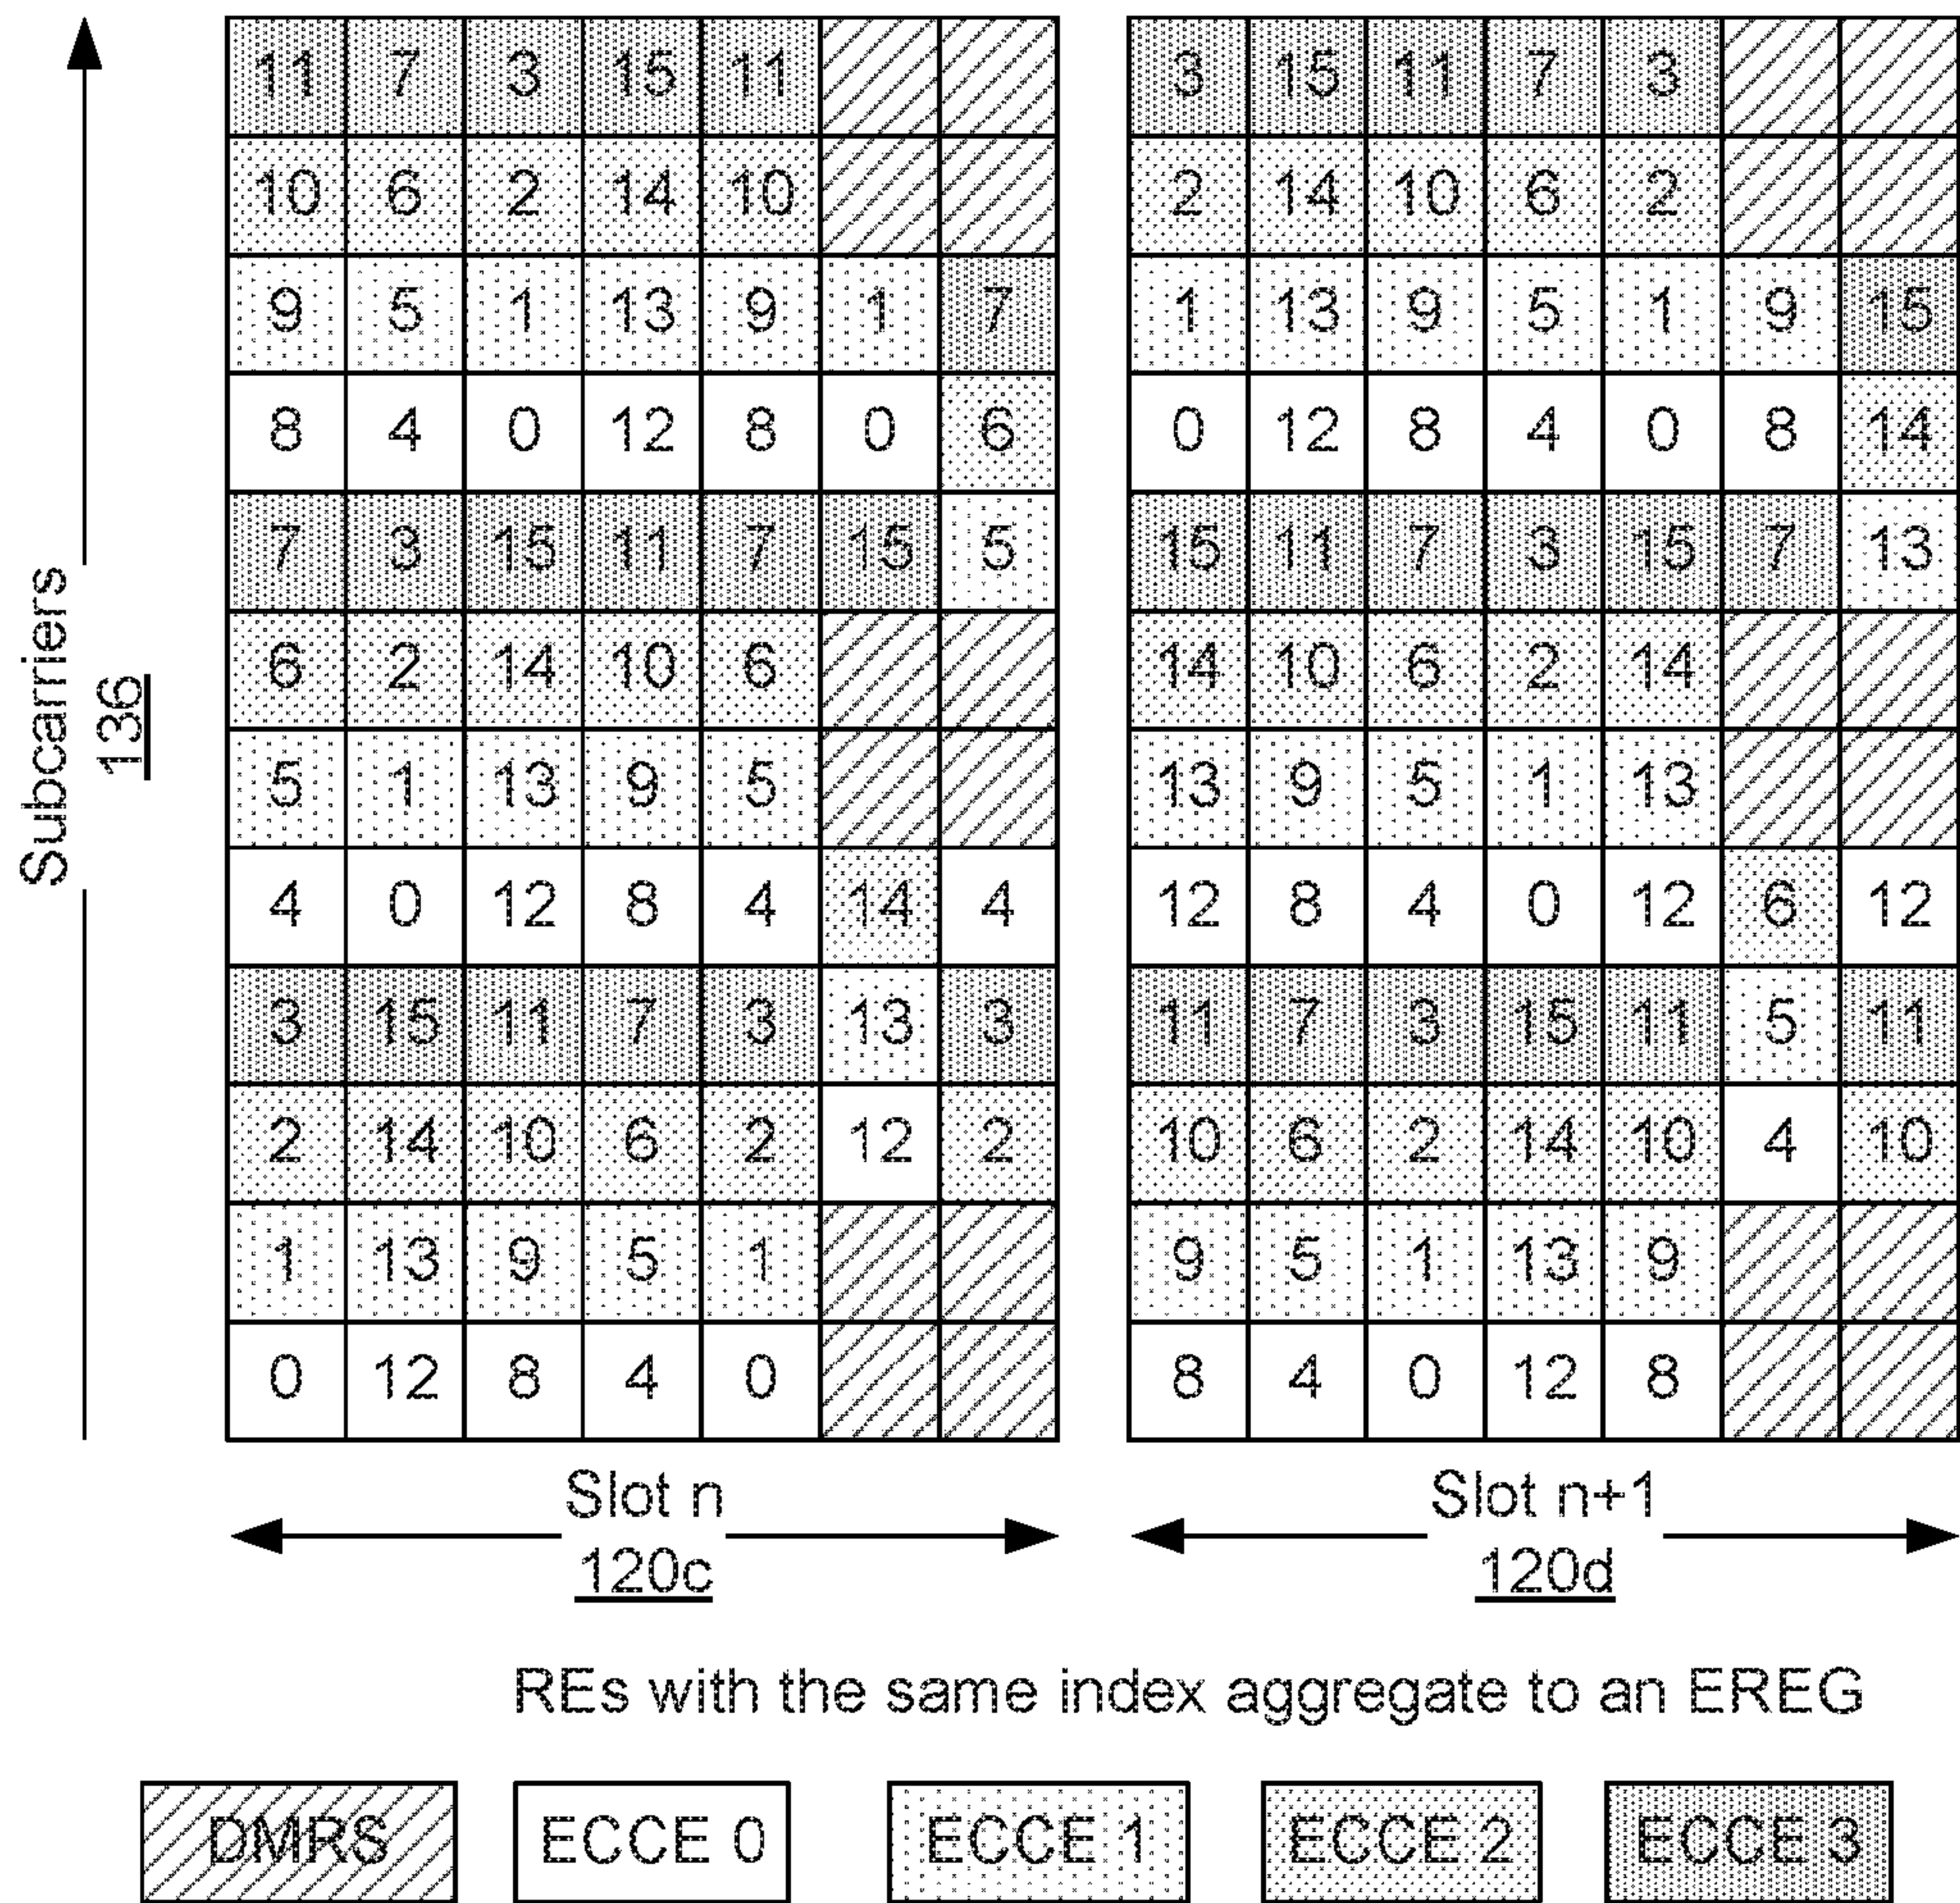 11 7 3 15 11 3 15 11 7 3
10 6 2 14 10 2 14 10 6 2
9 5 1 13 9 1 7 1 13 9 5 1 9 15
8 4 0 12 8 0 6 0 12 8 4 0 8 14
7 3 15 11 7 15 5 15 11 7 3 15 7 13
6 2 14 10 6 14 10 6 2 14
5 1 13 9 5 13 9 5 1 13
4 0 12 8 4 14 4 12 8 4 0 12 6 12
3 15 11 7 3 13 3 11 7 3 15 11 5 11
2 14 10 6 2 12 2 10 6 2 14 10 4 10
1 13 9 5 1 9 5 1 13 9
0 12 8 4 0 8 4 0 12 8
Subcarriers
136
Slot n
120c
Slot n+1
120d
REs with the same index aggregate to an EREG
DMRS ECCE 0 ECCE 1 ECCE 2 ECCE 3